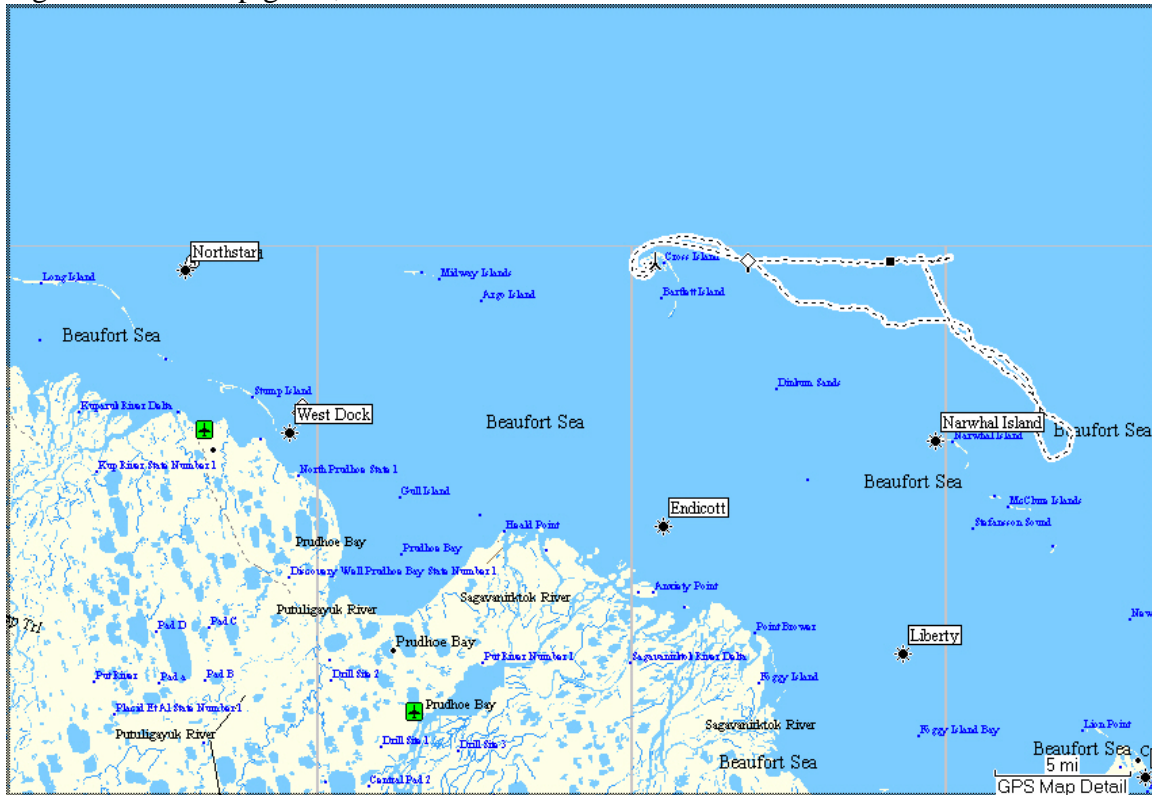 Northstar
Long Island
Midway Islands
Cross Island
Argo Island
Bartlett Island
Beaufort Sea
Stump Island
Dinkum Sands
Kuparuk River Delta
West Dock
Beaufort Sea
Narwhal Island
Beaufort Sea
Narwhal Island
Kup River State Number 1
North Prudhoe State 1
Beaufort Sea
Gull Island
McClure Islands
Endicott
Stefansson Sound
Heald Point
Prudhoe Bay
Prudhoe Bay
Discovery Well Prudhoe Bay State Number 1
Anxiety Point
Sagavanirktok River
Putuligayuk River
Trl
Pad D
Pad C
Point Brower
Liberty
Prudhoe Bay
Put River Number 1
Sagavanirktok River Delta
Put River
Pad A
Pad B
Drill Site 2
Foggy Island
Prudhoe Bay
Placid Et Al State Number 1
Sagavanirktok River
Lion Point
Putuligayuk River
Drill Site 1
Drill Site 3
Foggy Island Bay
Beaufort Sea
Beaufort Sea
5 mi
Central Pad 2
GPS Map Detail